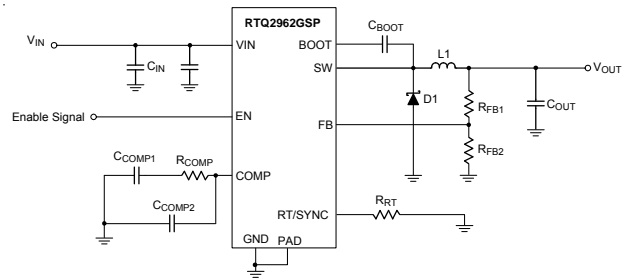 RTQ2962GSP
VIN
CIN
VIN
BOOT
CBOOT
SW
L1
VOUT
D1
RFB1
COUT
Enable Signal
EN
FB
RFB2
CCOMP1
RCOMP
COMP
CCOMP2
RT/SYNC
RRT
GND
PAD